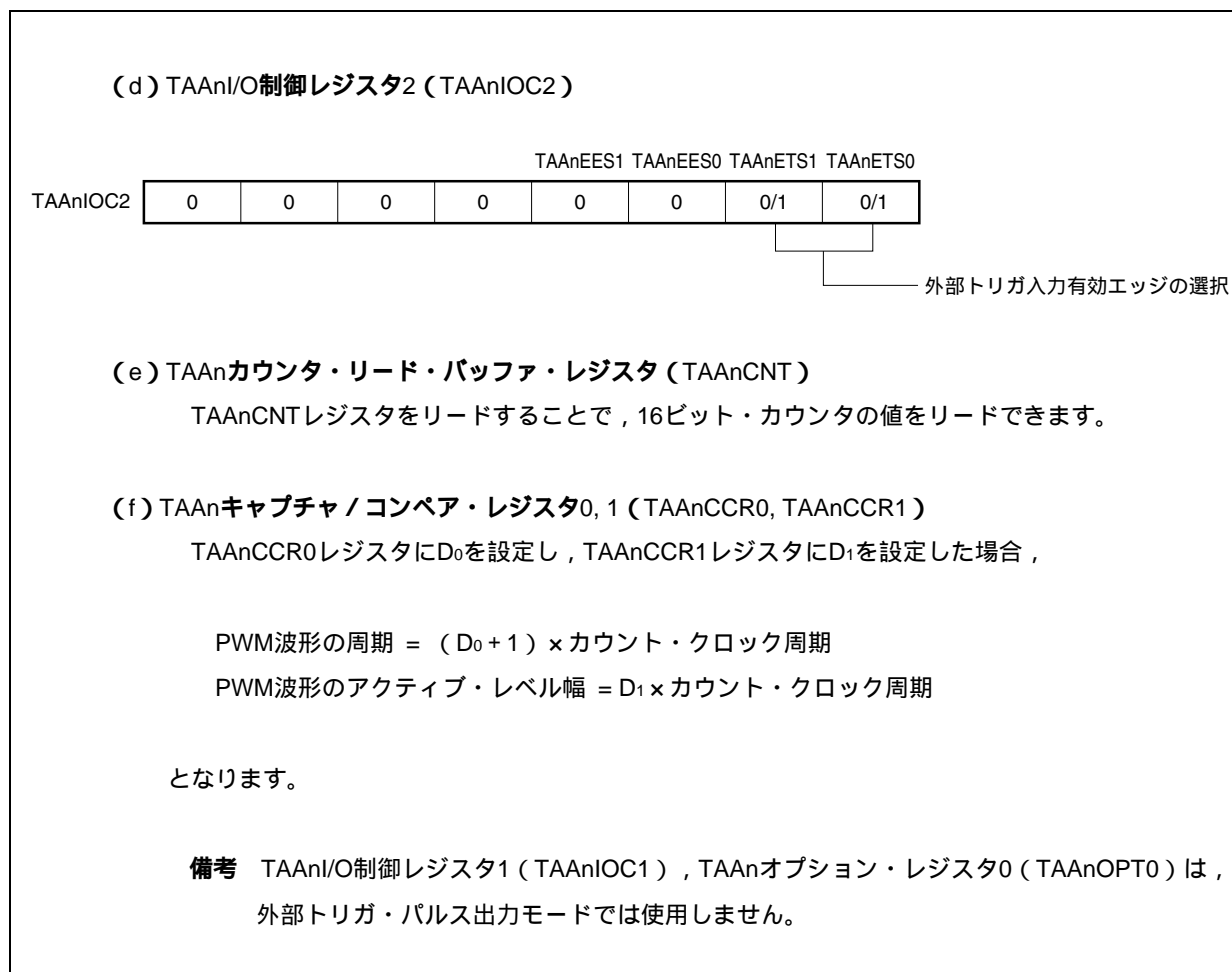 (d)TAAnI/O制御レジスタ2(TAAnIOC2)
TAAnEES1 TAAnEES0 TAAnETS1 TAAnETS0
TAAnIOC2 0 0 0 0 0 0 0/1 0/1
外部トリガ入力有効エッジの選択
(e)TAAnカウンタ・リード・バッファ・レジスタ(TAAnCNT)
TAAnCNTレジスタをリードすることで,16ビット・カウンタの値をリードできます。
(f)TAAnキャプチャ/コンペア・レジスタ0, 1(TAAnCCR0, TAAnCCR1)
TAAnCCR0レジスタにD0を設定し,TAAnCCR1レジスタにD1を設定した場合,
PWM波形の周期 = (D0+1)×カウント・クロック周期
PWM波形のアクティブ・レベル幅 = D1×カウント・クロック周期
となります。
備考 TAAnI/O制御レジスタ1(TAAnIOC1),TAAnオプション・レジスタ0(TAAnOPT0)は,
外部トリガ・パルス出力モードでは使用しません。